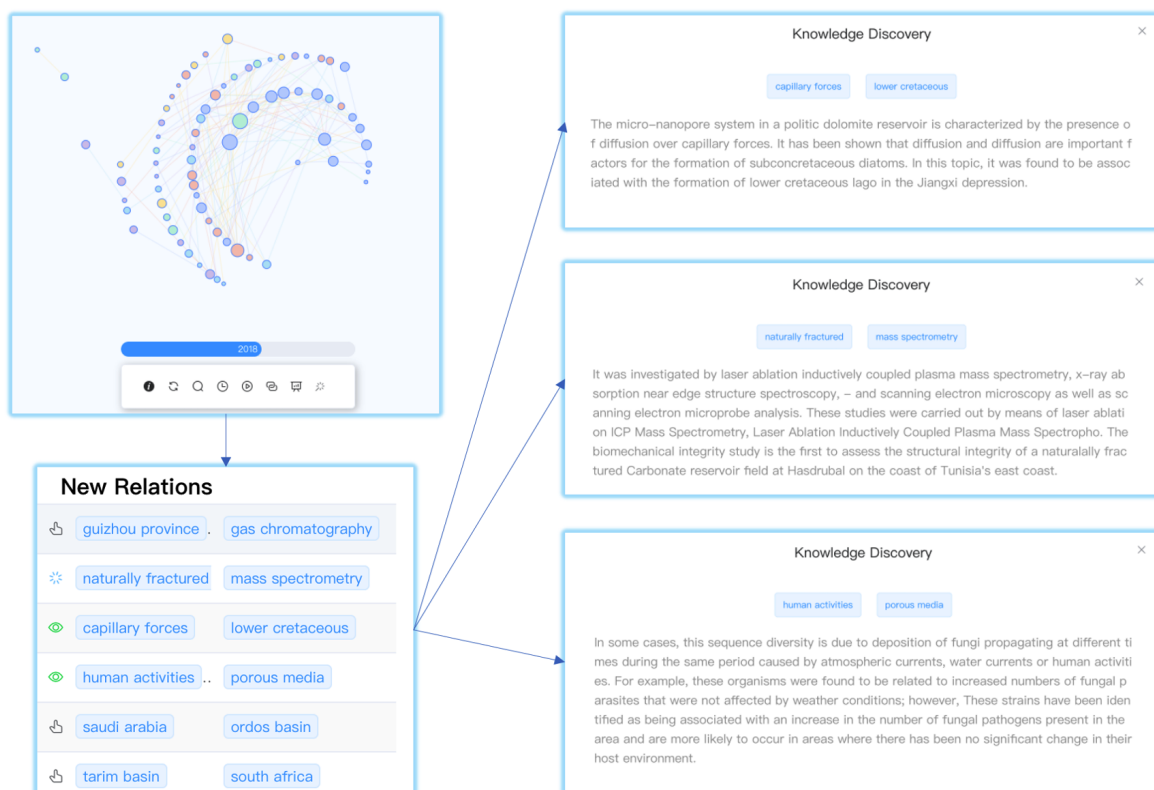 2018
New Relations
guizhou province . gas chromatography
naturally fractured mass spectrometry
capillary forces lower cretaceous
human activities .. porous media
saudi arabia ordos basin
tarim basin south africa
Knowledge Discovery
capillary forces lower cretaceous
The micro-nanopore system in a politic dolomite reservoir is characterized by the presence o
f diffusion over capillary forces. It has been shown that diffusion and diffusion are important f
actors for the formation of subconcretaceous diatoms. In this topic, it was found to be assoc
iated with the formation of lower cretaceous lago in the Jiangxi depression.
Knowledge Discovery
naturally fractured mass spectrometry
It was investigated by laser ablation inductively coupled plasma mass spectrometry, x-ray ab
sorption near edge structure spectroscopy, – and scanning electron microscopy as well as sc
anning electron microprobe analysis. These studies were carried out by means of laser ablati
on ICP Mass Spectrometry, Laser Ablation Inductively Coupled Plasma Mass Spectropho. The
biomechanical integrity study is the first to assess the structural integrity of a naturalally frac
tured Carbonate reservoir field at Hasdrubal on the coast of Tunisia's east coast.
Knowledge Discovery
human activities porous media
In some cases, this sequence diversity is due to deposition of fungi propagating at different ti
mes during the same period caused by atmospheric currents, water currents or human activiti
es. For example, these organisms were found to be related to increased numbers of fungal p
arasites that were not affected by weather conditions; however, These strains have been iden
tified as being associated with an increase in the number of fungal pathogens present in the
area and are more likely to occur in areas where there has been no significant change in their
host environment.